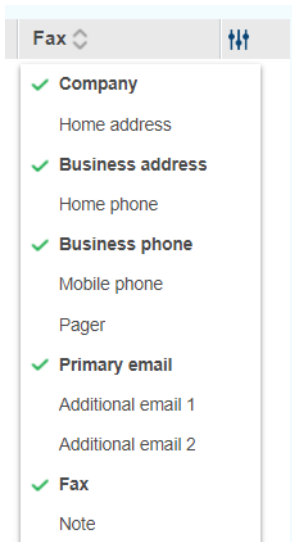 Fax
Company
Home address
Business address
Home phone
Business phone
Mobile phone
Pager
Primary email
Additional email 1
Additional email 2
Fax
Note